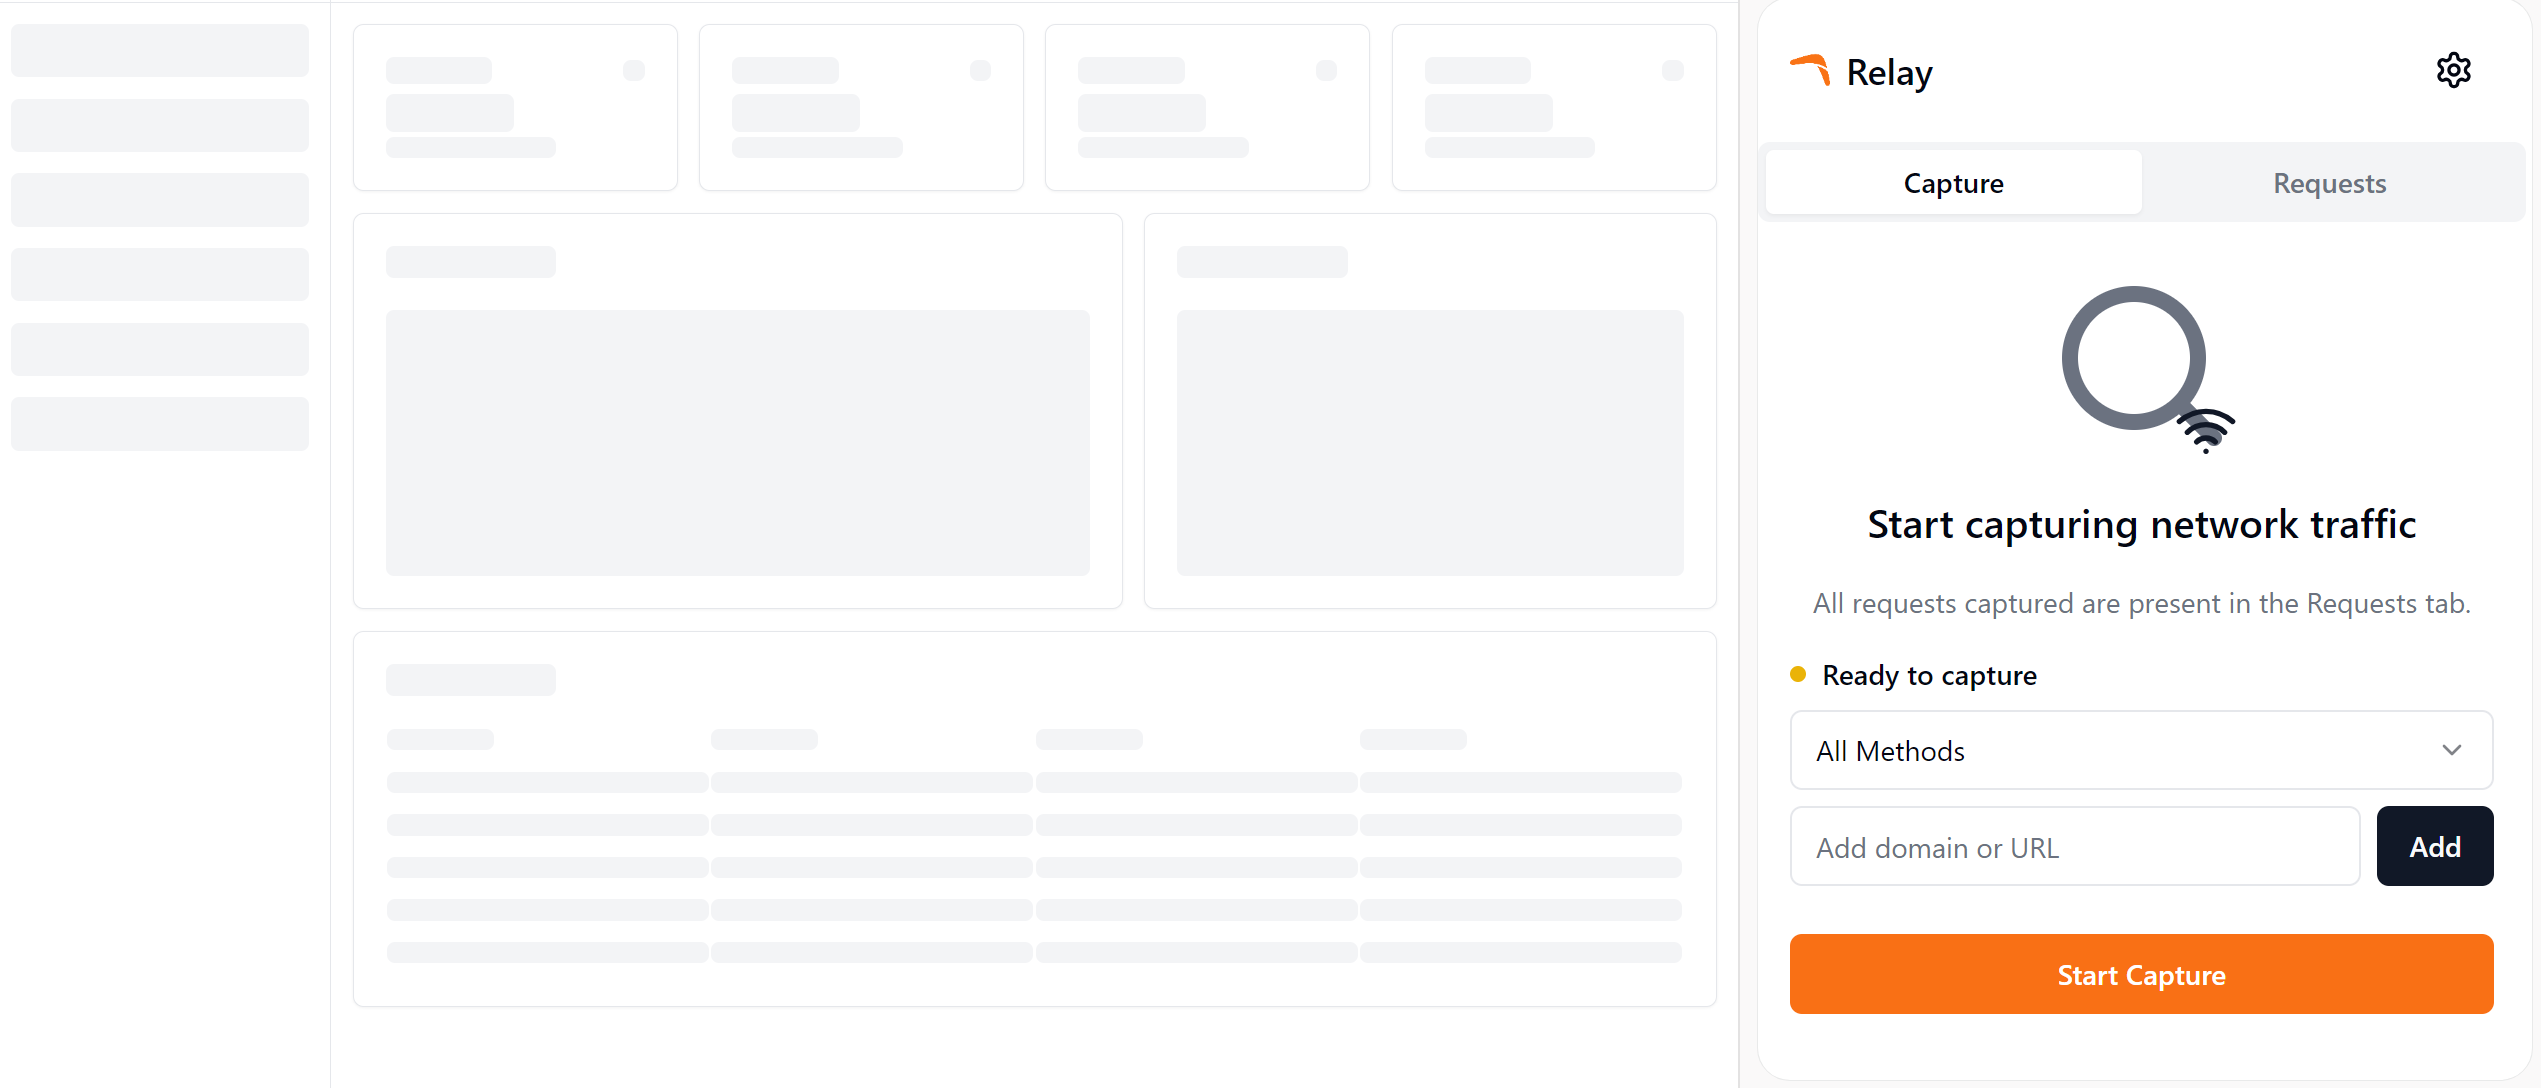 Relay
Capture
Requests
Start capturing network traffic
All requests captured are present in the Requests tab.
Ready to capture
All Methods
Add domain or URL
Add
Start Capture